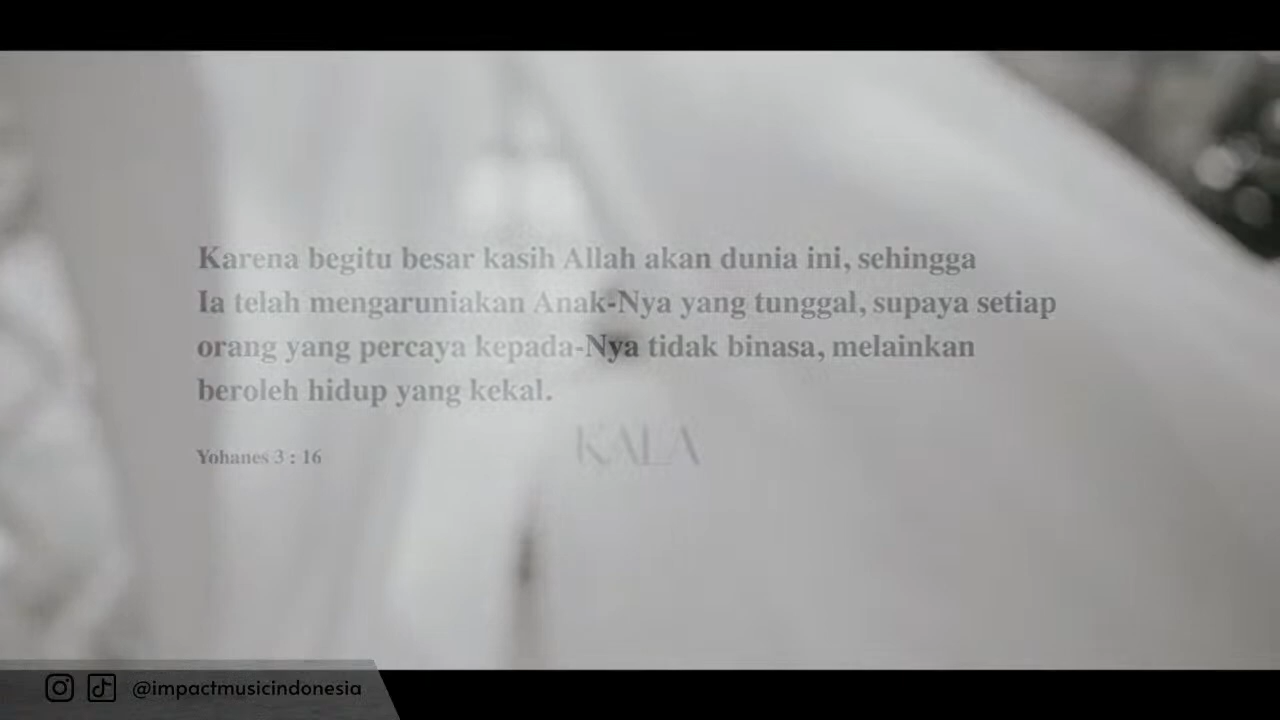 Karena begitu besar kasih Allah akan dunia ini, sehingga
Ia telah mengaruniakan Anak-Nya yang tunggal, supaya setiap
orang yang percaya kepada-Nya tidak binasa, melainkan
beroleh hidup yang kekal.
KALA
Yohanes 3 : 16
@impactmusicindonesia